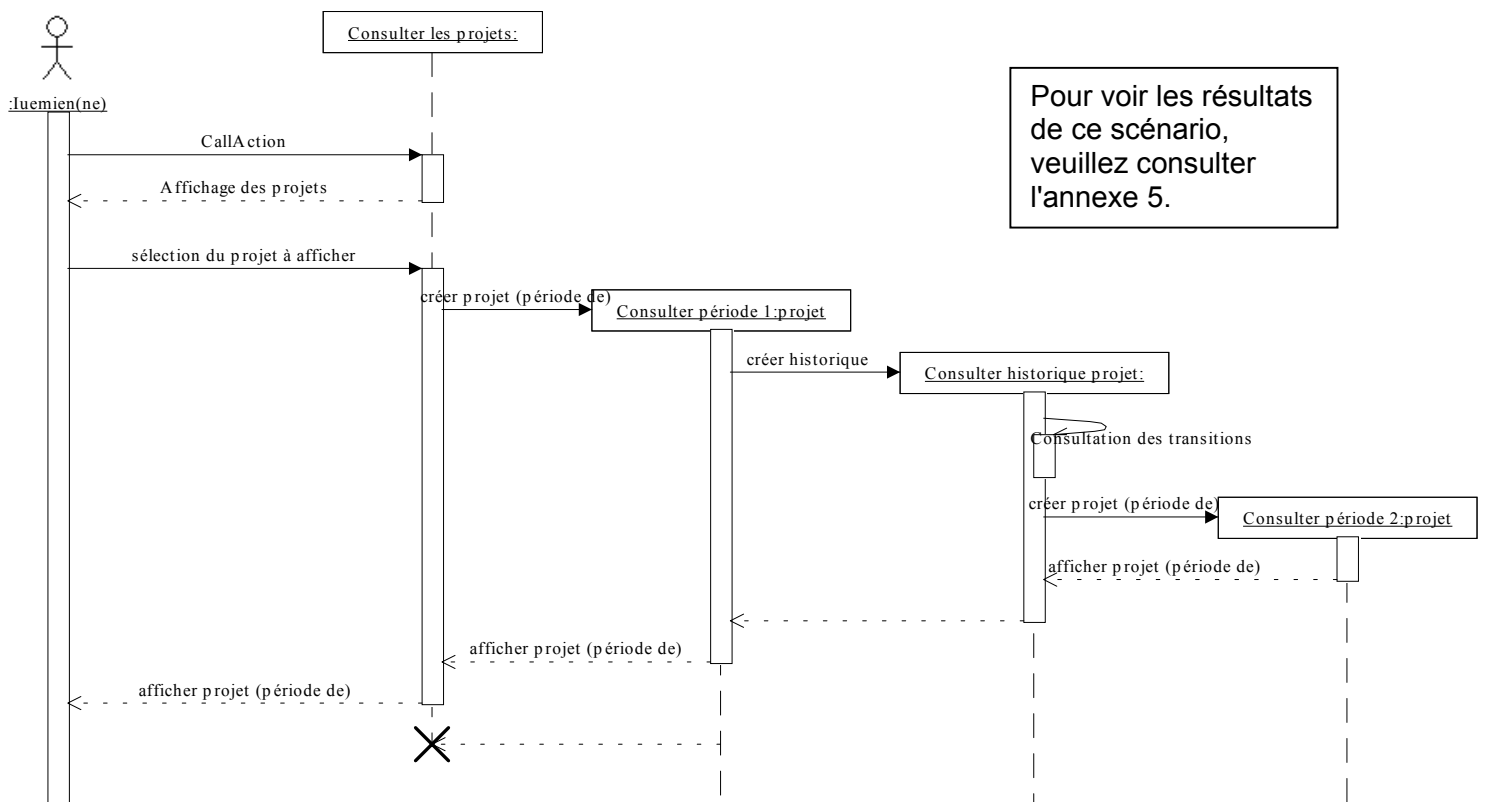 Consulter les projets:
:Iuemien(ne)
Pour voir les résultats
de ce scénario,
veuillez consulter
l'annexe 5.
CallAction
Affichage des projets
sélection du projet à afficher
créer projet (période de)
Consulter période 1:projet
créer historique
Consulter historique projet:
Consultation des transitions
créer projet (période de)
Consulter période 2:projet
afficher projet (période de)
afficher projet (période de)
afficher projet (période de)